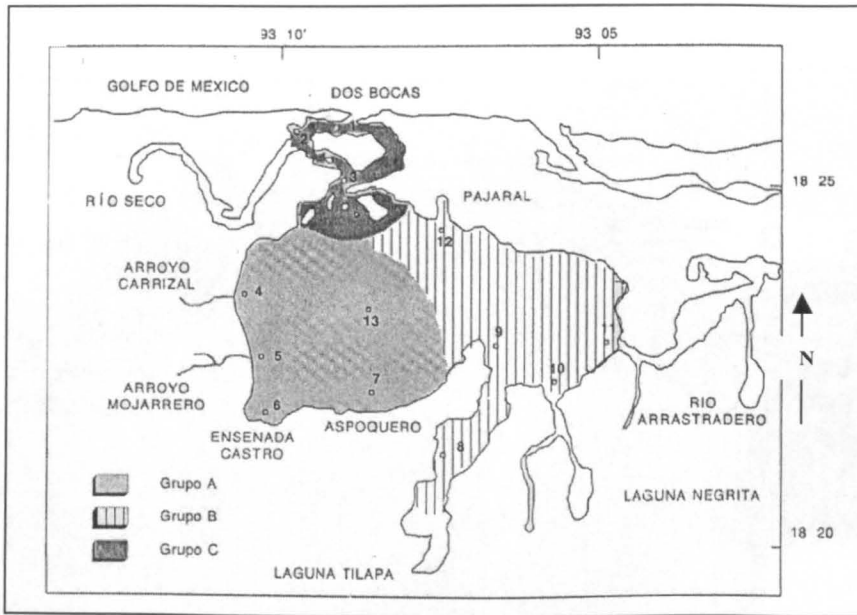 93 10
93 05
GOLFO DE MEXICO
DOS BOCAS
2
3
18 25
RÍO SECO
PAJARAL
12
ARROYO
CARRIZAL
4
13
9
11
N
5
10
ARROYO
MOJARRERO
7
6
ENSENADA
CASTRO
ASPOQUERO
RIO
ARRASTRADERO
8
Grupo A
LAGUNA NEGRITA
Grupo B
18 20
Grupo C
LAGUNA TILAPA